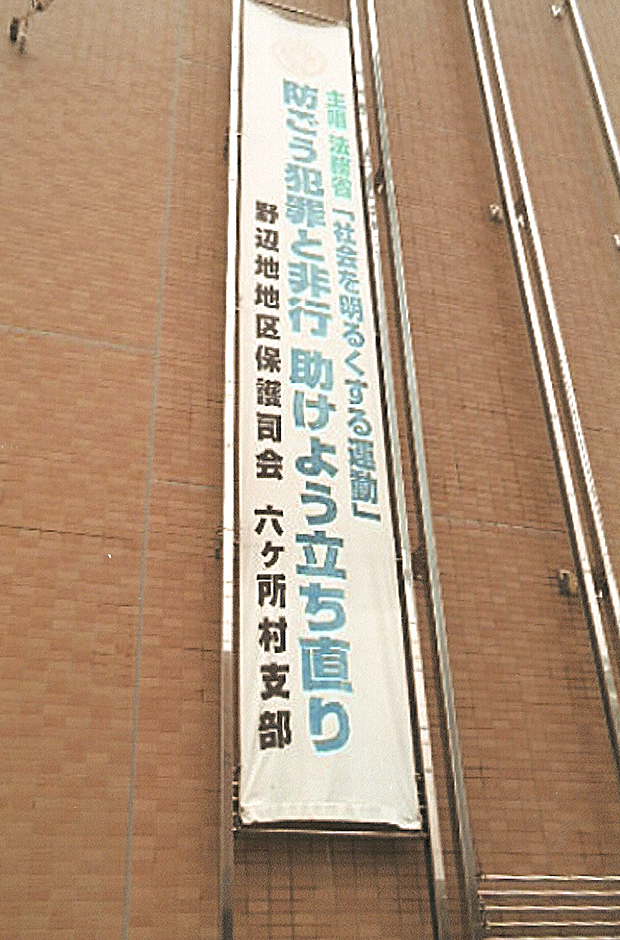 主唱 法務省 「社会を明るくする運動」
防ごう犯罪と非行 助けよう立ち直り
野辺地地区保護司会 六ヶ所村支部